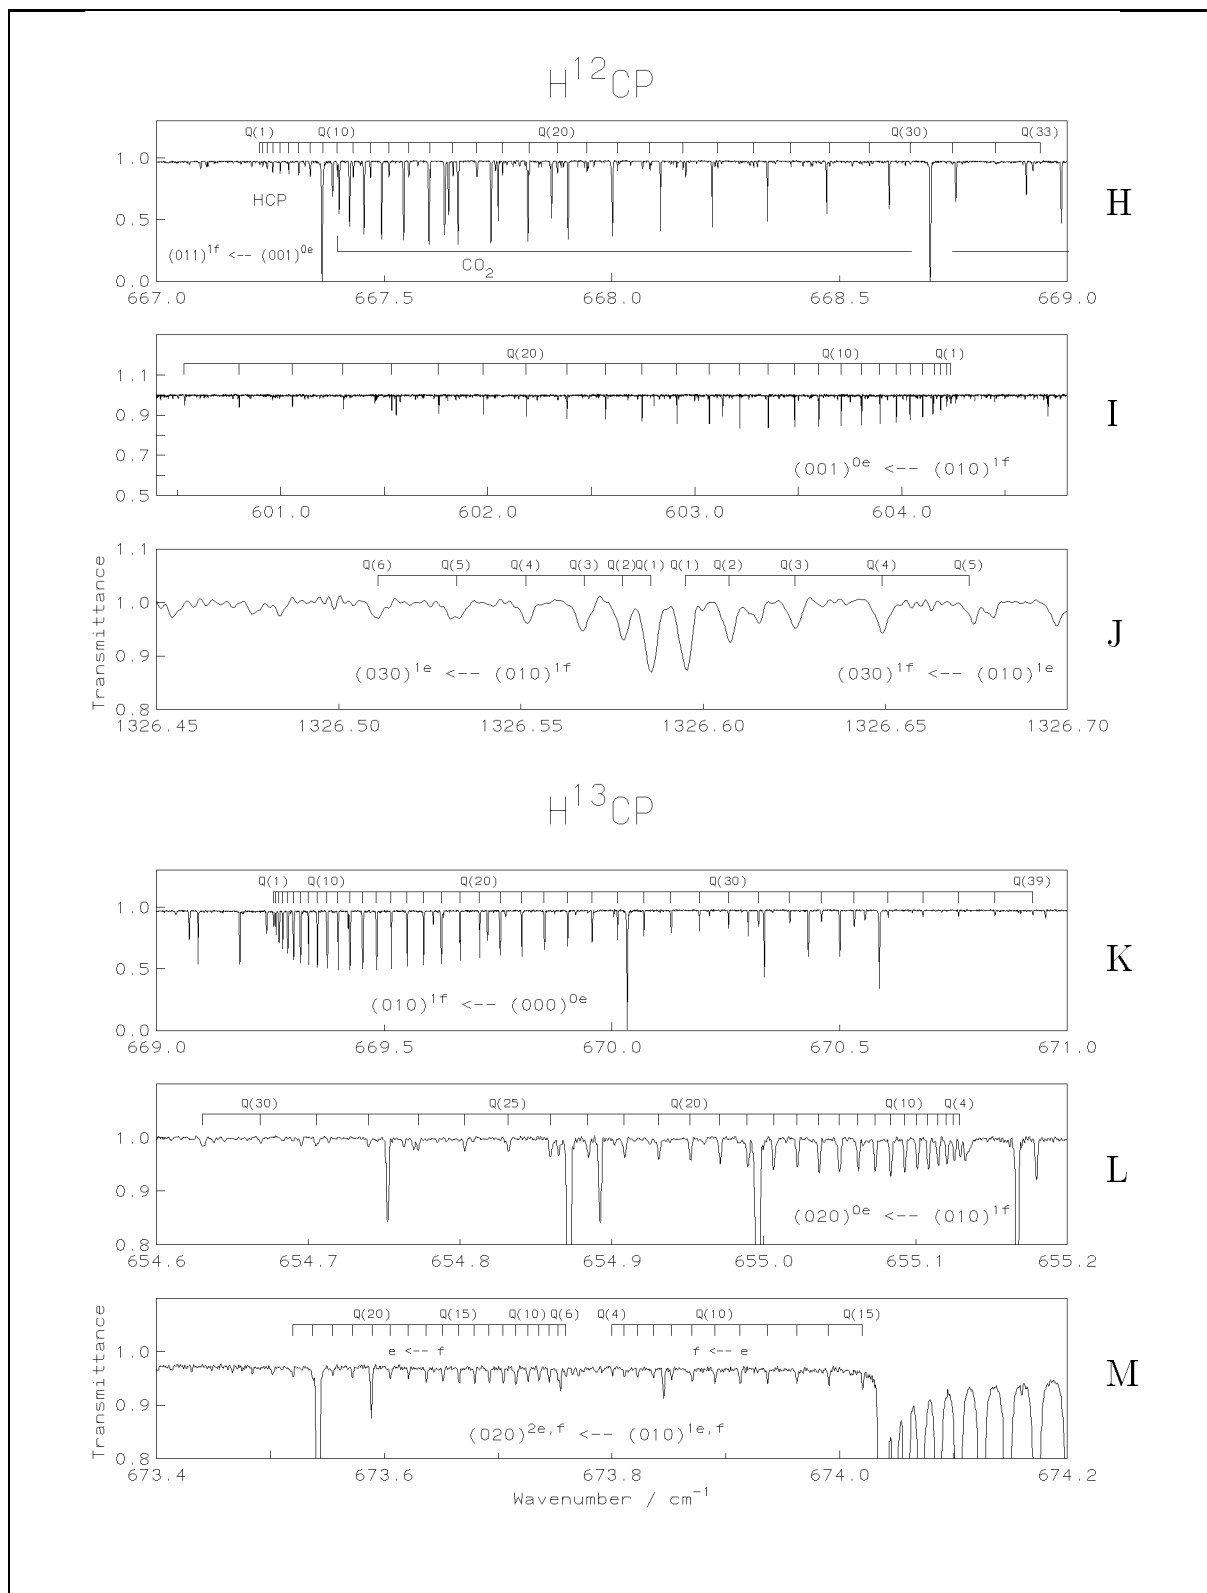 H¹²CP
Q(1) Q(10) Q(20) Q(30) Q(33)
1.0
0.5
0.0
HCP
(011)¹ᶠ <-- (001)⁰ᵉ
CO₂
667.0 667.5 668.0 668.5 669.0
H
Q(20) Q(10) Q(1)
1.1
0.9
0.7
0.5
(001)⁰ᵉ <-- (010)¹ᶠ
601.0 602.0 603.0 604.0
I
Transmittance
1.1
1.0
0.9
0.8
Q(6) Q(5) Q(4) Q(3) Q(2) Q(1) Q(1) Q(2) Q(3) Q(4) Q(5)
(030)¹ᵉ <-- (010)¹ᶠ (030)¹ᶠ <-- (010)¹ᵉ
1326.45 1326.50 1326.55 1326.60 1326.65 1326.70
J
H¹³CP
Q(1) Q(10) Q(20) Q(30) Q(39)
1.0
0.5
0.0
(010)¹ᶠ <-- (000)⁰ᵉ
669.0 669.5 670.0 670.5 671.0
K
Q(30) Q(25) Q(20) Q(10) Q(4)
1.0
0.9
0.8
(020)⁰ᵉ <-- (010)¹ᶠ
654.6 654.7 654.8 654.9 655.0 655.1 655.2
L
Transmittance
Q(20) Q(15) Q(10) Q(6) Q(4) Q(10) Q(15)
1.0
0.9
0.8
e <-- f f <-- e
(020)²ᵉ,ᶠ <-- (010)¹ᵉ,ᶠ
673.4 673.6 673.8 674.0 674.2
M
Wavenumber / cm⁻¹